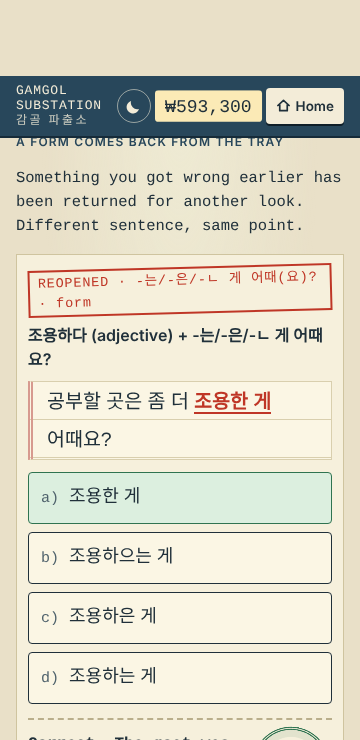 GAMGOL
SUBSTATION
감골 파출소
₩593,300
Home
A FORM COMES BACK FROM THE TRAY
Something you got wrong earlier has
been returned for another look.
Different sentence, same point.
REOPENED · -는/-은/-ㄴ 게 어때(요)?
· form
조용하다 (adjective) + -는/-은/-ㄴ 게 어때
요?
공부할 곳은 좀 더 조용한 게
어때요?
a) 조용한 게
b) 조용하으는 게
c) 조용하은 게
d) 조용하는 게